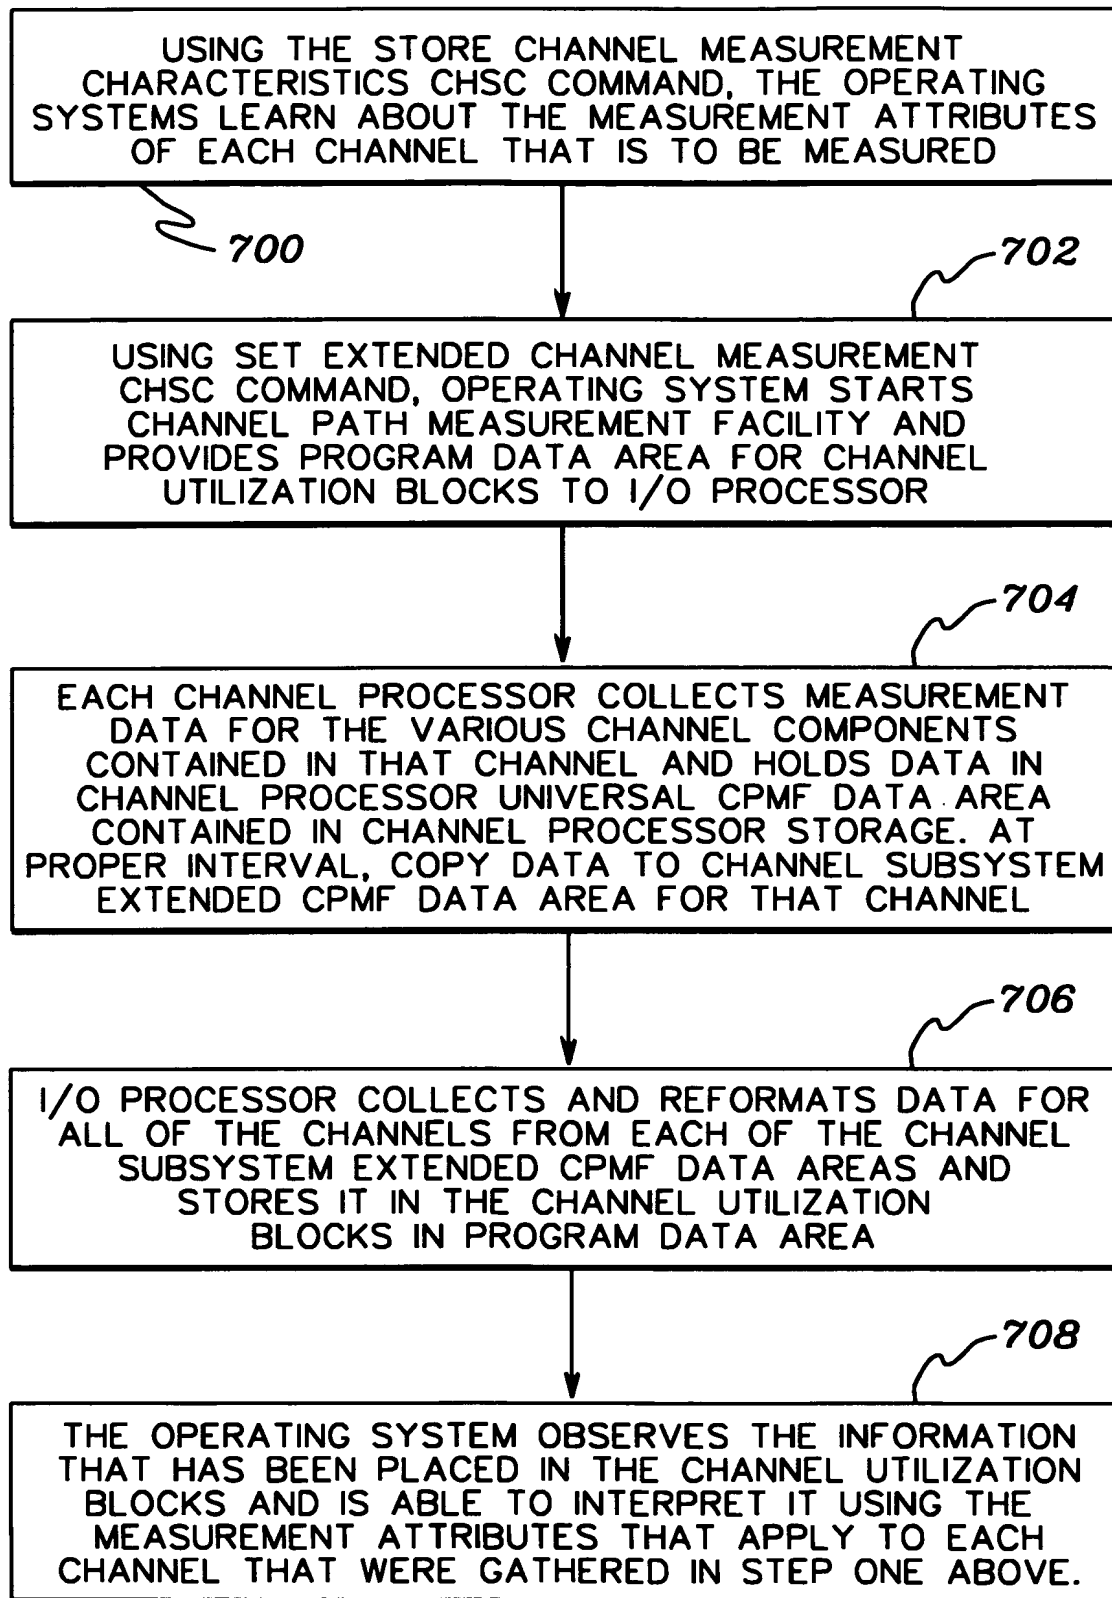 USING THE STORE CHANNEL MEASUREMENT
CHARACTERISTICS CHSC COMMAND, THE OPERATING
SYSTEMS LEARN ABOUT THE MEASUREMENT ATTRIBUTES
OF EACH CHANNEL THAT IS TO BE MEASURED
700
702
USING SET EXTENDED CHANNEL MEASUREMENT
CHSC COMMAND, OPERATING SYSTEM STARTS
CHANNEL PATH MEASUREMENT FACILITY AND
PROVIDES PROGRAM DATA AREA FOR CHANNEL
UTILIZATION BLOCKS TO I/O PROCESSOR
704
EACH CHANNEL PROCESSOR COLLECTS MEASUREMENT
DATA FOR THE VARIOUS CHANNEL COMPONENTS
CONTAINED IN THAT CHANNEL AND HOLDS DATA IN
CHANNEL PROCESSOR UNIVERSAL CPMF DATA AREA
CONTAINED IN CHANNEL PROCESSOR STORAGE. AT
PROPER INTERVAL, COPY DATA TO CHANNEL SUBSYSTEM
EXTENDED CPMF DATA AREA FOR THAT CHANNEL
706
I/O PROCESSOR COLLECTS AND REFORMATS DATA FOR
ALL OF THE CHANNELS FROM EACH OF THE CHANNEL
SUBSYSTEM EXTENDED CPMF DATA AREAS AND
STORES IT IN THE CHANNEL UTILIZATION
BLOCKS IN PROGRAM DATA AREA
708
THE OPERATING SYSTEM OBSERVES THE INFORMATION
THAT HAS BEEN PLACED IN THE CHANNEL UTILIZATION
BLOCKS AND IS ABLE TO INTERPRET IT USING THE
MEASUREMENT ATTRIBUTES THAT APPLY TO EACH
CHANNEL THAT WERE GATHERED IN STEP ONE ABOVE.